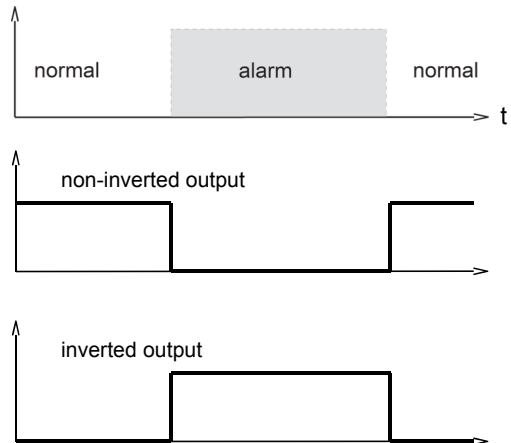 normal alarm normal
t
non-inverted output
inverted output